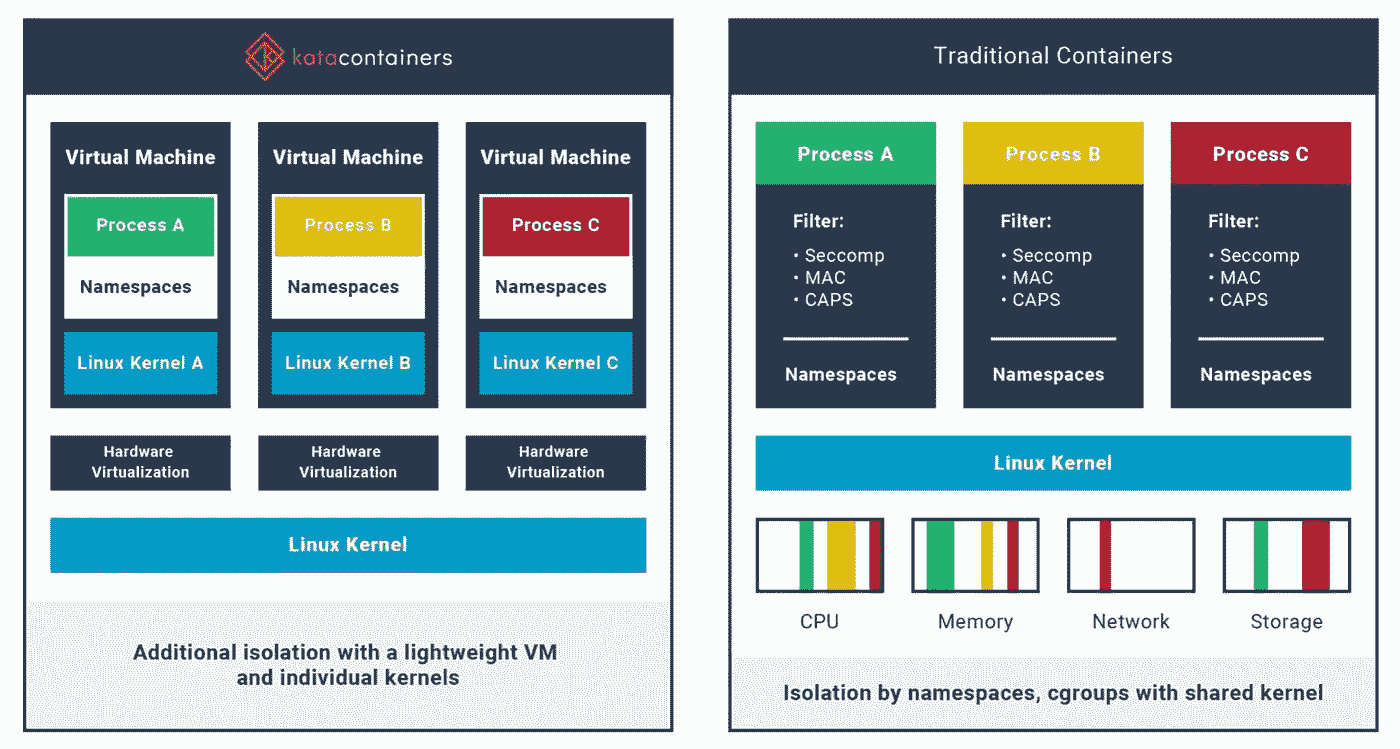 katacontainers
Virtual Machine
Process A
Namespaces
Linux Kernel A
Virtual Machine
Process B
Namespaces
Linux Kernel B
Virtual Machine
Process C
Namespaces
Linux Kernel C
Hardware
Virtualization
Hardware
Virtualization
Hardware
Virtualization
Linux Kernel
Additional isolation with a lightweight VM
and individual kernels
Traditional Containers
Process A
Filter:
• Seccomp
• MAC
• CAPS
Namespaces
Process B
Filter:
• Seccomp
• MAC
• CAPS
Namespaces
Process C
Filter:
• Seccomp
• MAC
• CAPS
Namespaces
Linux Kernel
CPU
Memory
Network
Storage
Isolation by namespaces, cgroups with shared kernel